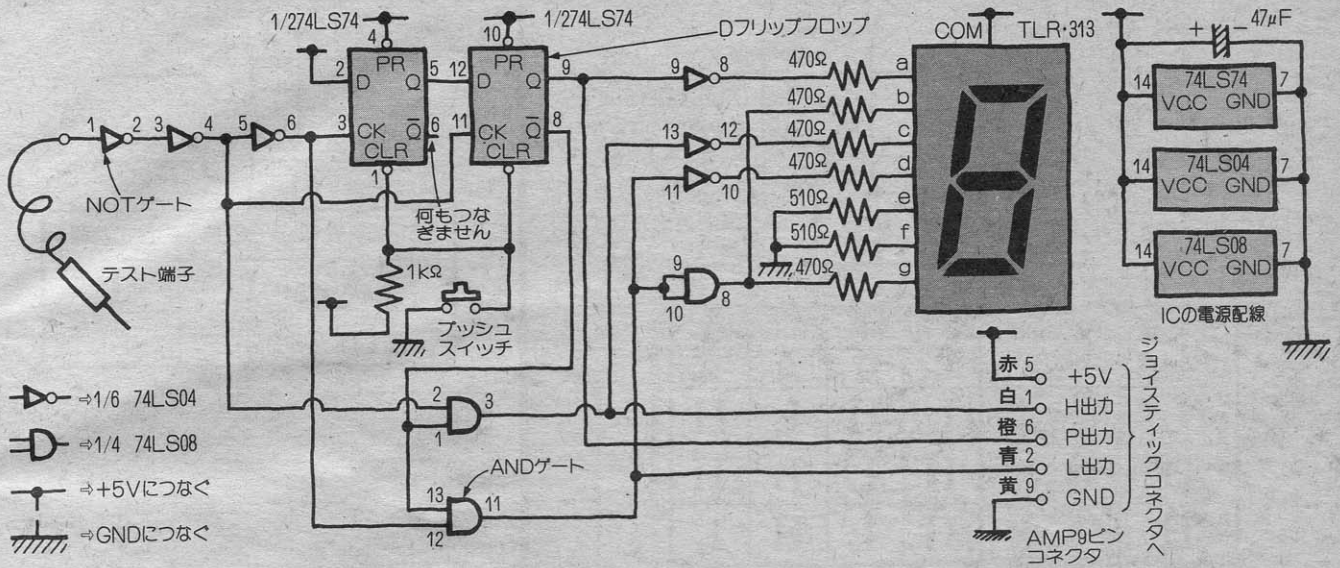 1/274LS74
1/274LS74
Dフリップフロップ
COM
TLR・313
47μF
+
-
4
PR
2
D
Q
5
3
CK
Q
6
CLR
1
10
PR
12
D
Q
9
11
CK
Q
8
CLR
1
2
3
4
5
6
NOTゲート
テスト端子
何もつな
ぎません
1kΩ
プッシュ
スイッチ
9
8
470Ω
a
470Ω
b
13
12
470Ω
c
11
10
470Ω
d
510Ω
e
510Ω
f
9
10
8
470Ω
g
74LS74
14
VCC
GND
7
74LS04
14
VCC
GND
7
74LS08
14
VCC
GND
7
ICの電源配線
⇨1/6 74LS04
⇨1/4 74LS08
⇨+5Vにつなぐ
⇨GNDにつなぐ
2
1
3
ANDゲート
13
12
11
赤 5
+5V
白 1
H出力
橙 6
P出力
青 2
L出力
黄 9
GND
AMP9ピン
コネクタ
ジョイスティックコネクタへ